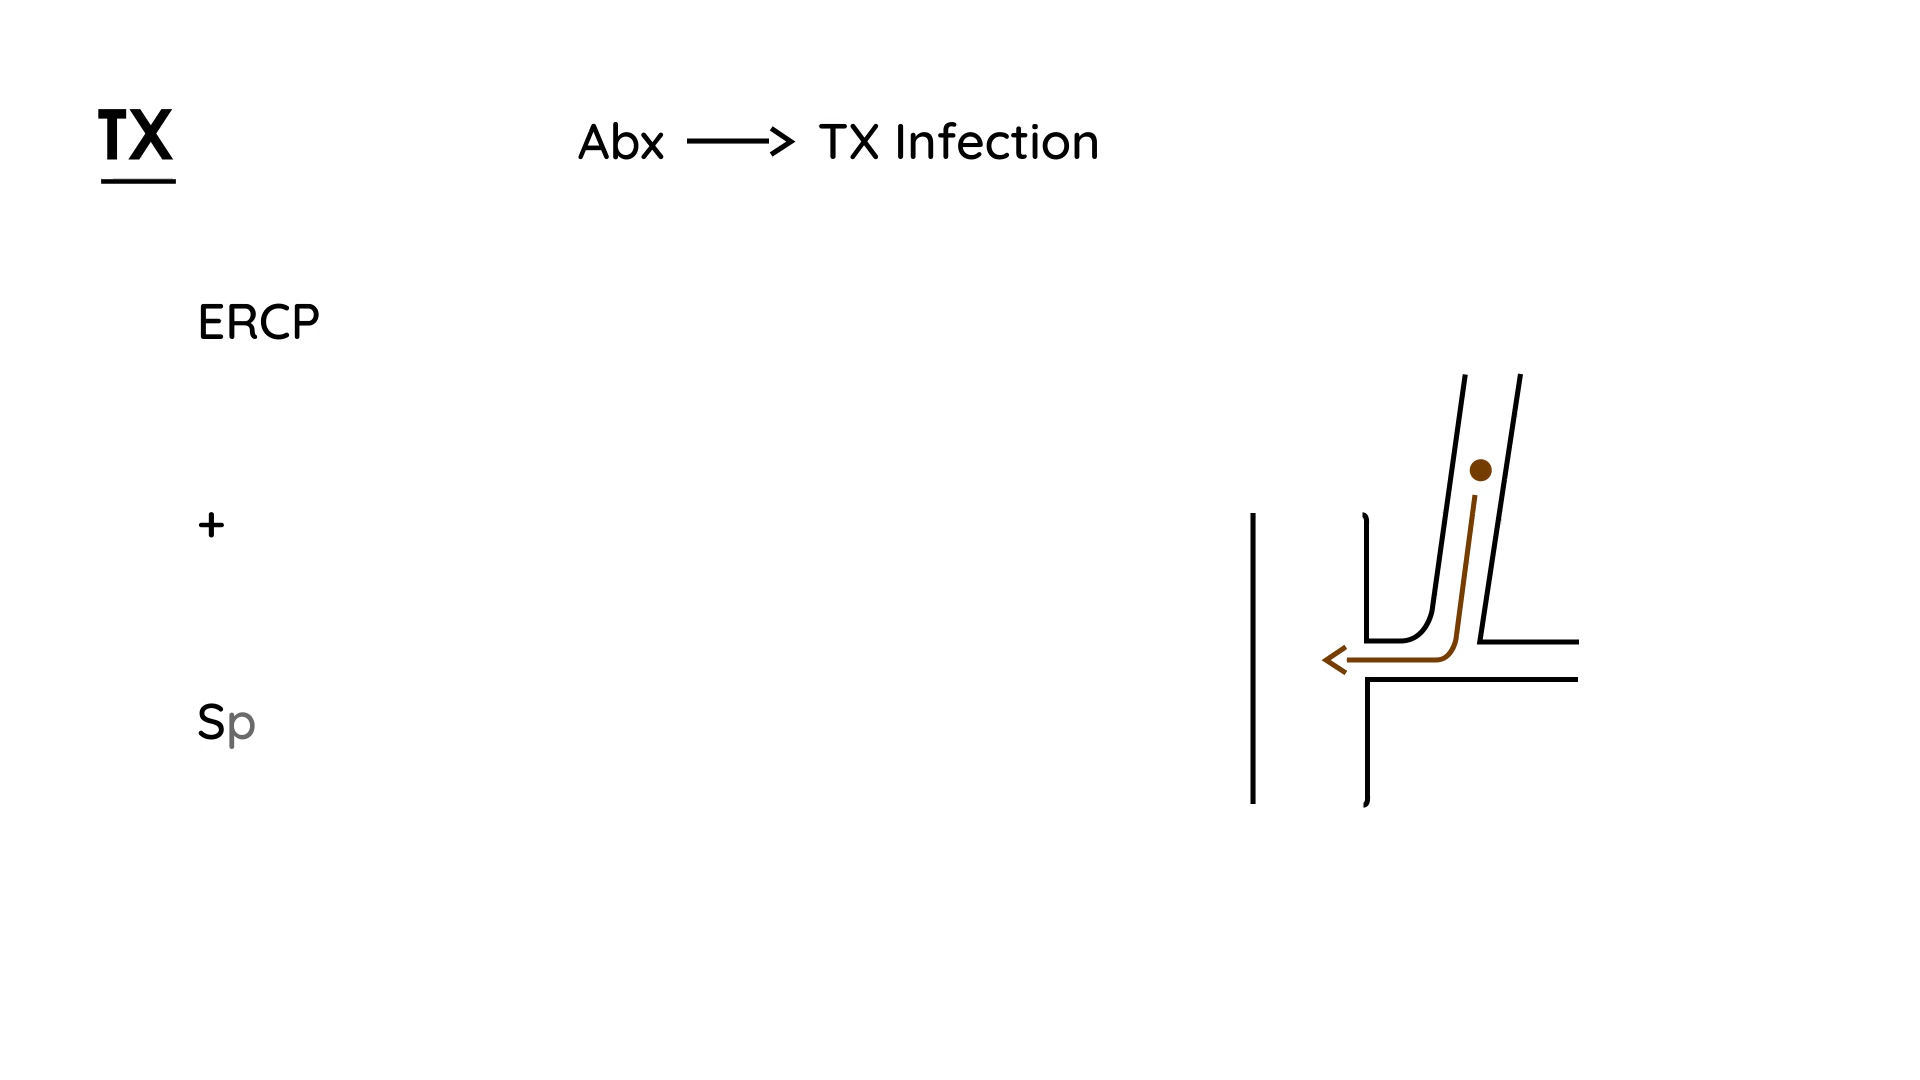 TX
Abx → TX Infection
ERCP
+
Sp